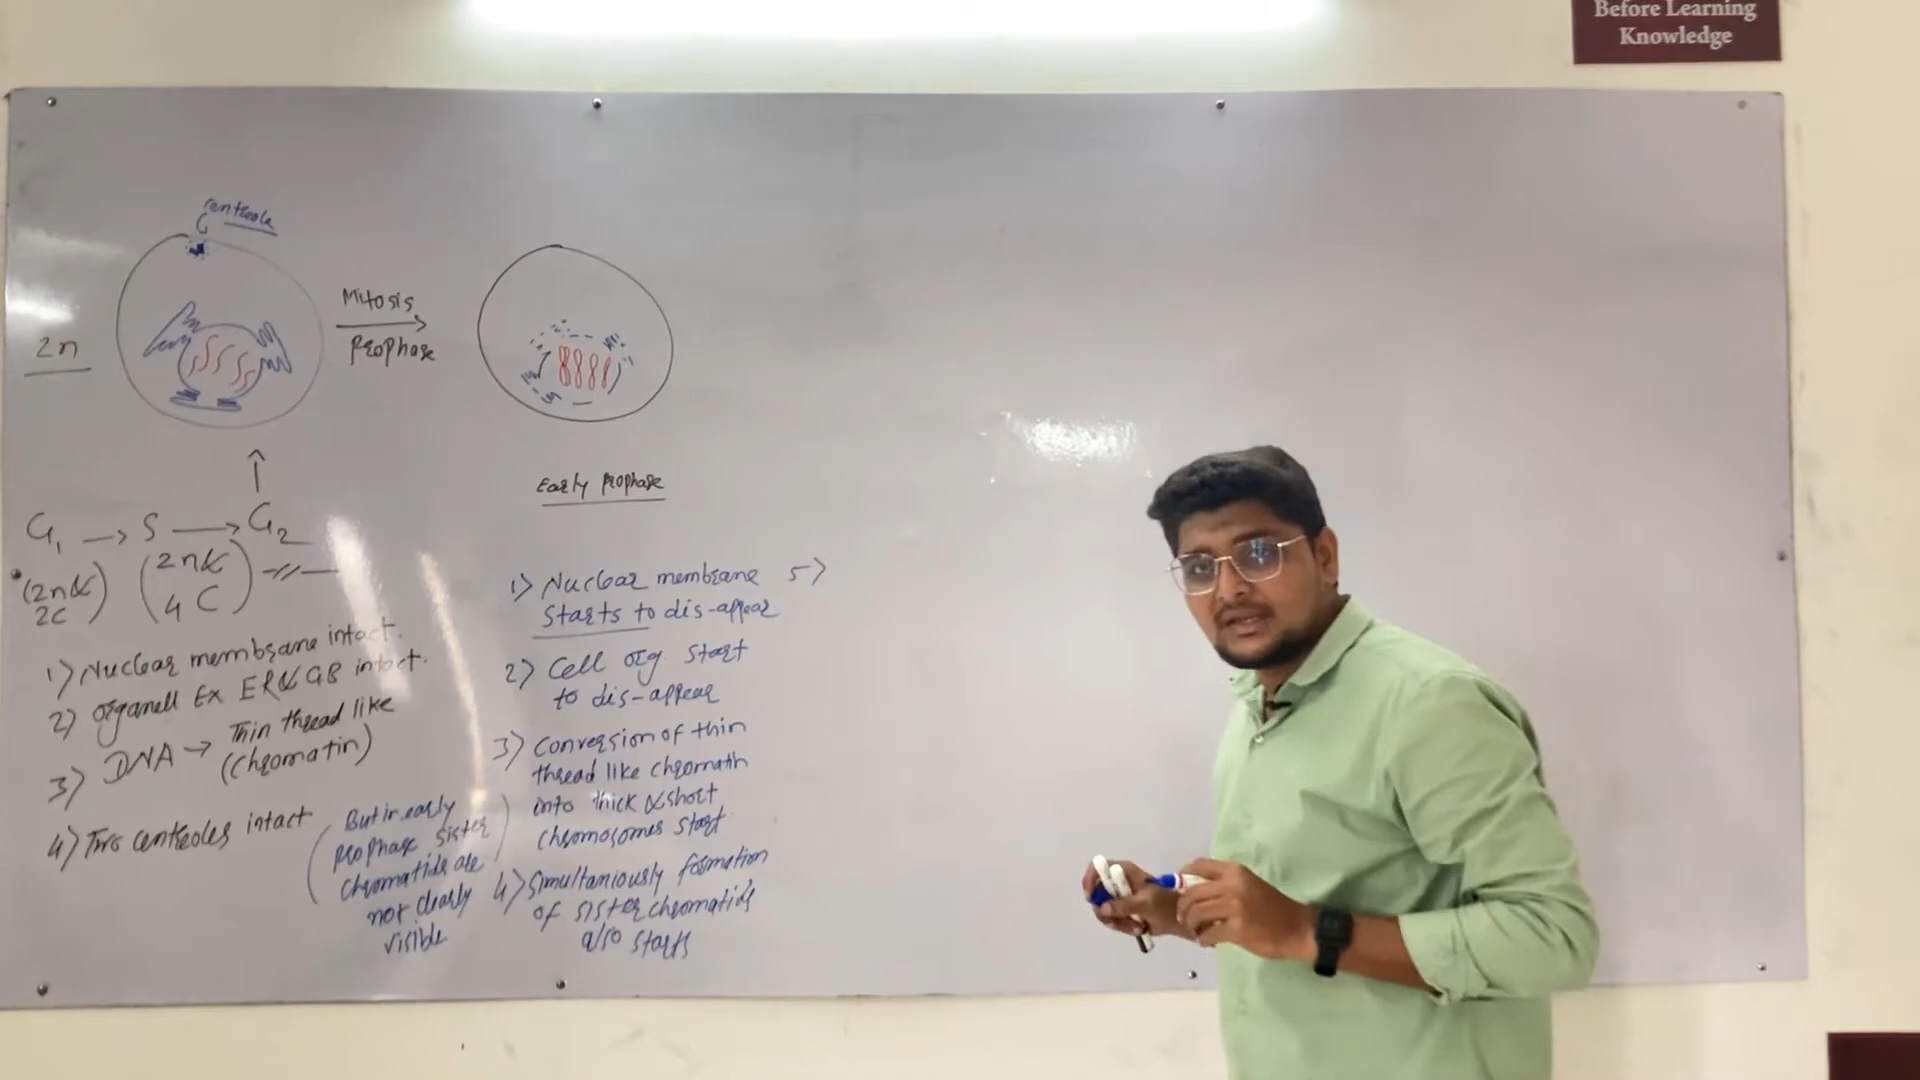 Before Learning
Knowledge
Centriole
2n
Mitosis
Prophase
Early Prophase
G1 → S → G2
(2n &
2C)
(2n &
4C)
1) Nuclear membrane intact.
2) organell Ex ER & GB intact.
3) DNA → Thin thread like
(Chromatin)
4) Two centrioles intact
(But in early
prophase sister
chromatids are
not clearly
visible)
1) Nuclear membrane
Starts to dis-appear
2) Cell org. Start
to dis-appear
3) Conversion of thin
thread like chromatin
into thick & short
chromosomes start
4) Simultaniously formation
of sister chromatids
also starts
5)